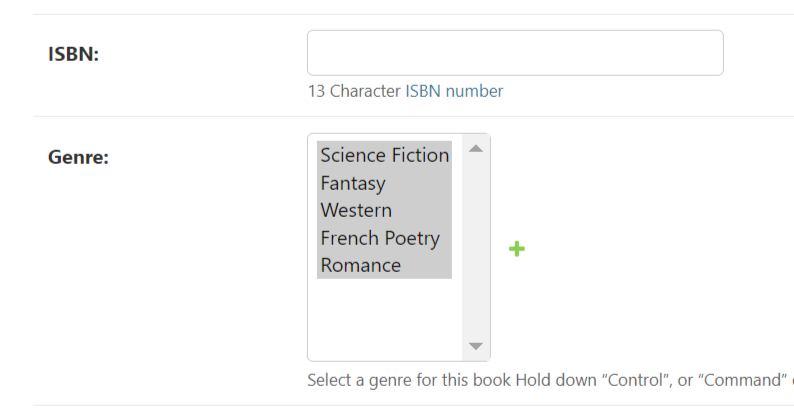 ISBN:
13 Character ISBN number
Genre:
Science Fiction
Fantasy
Western
French Poetry
Romance
Select a genre for this book Hold down “Control”, or “Command”